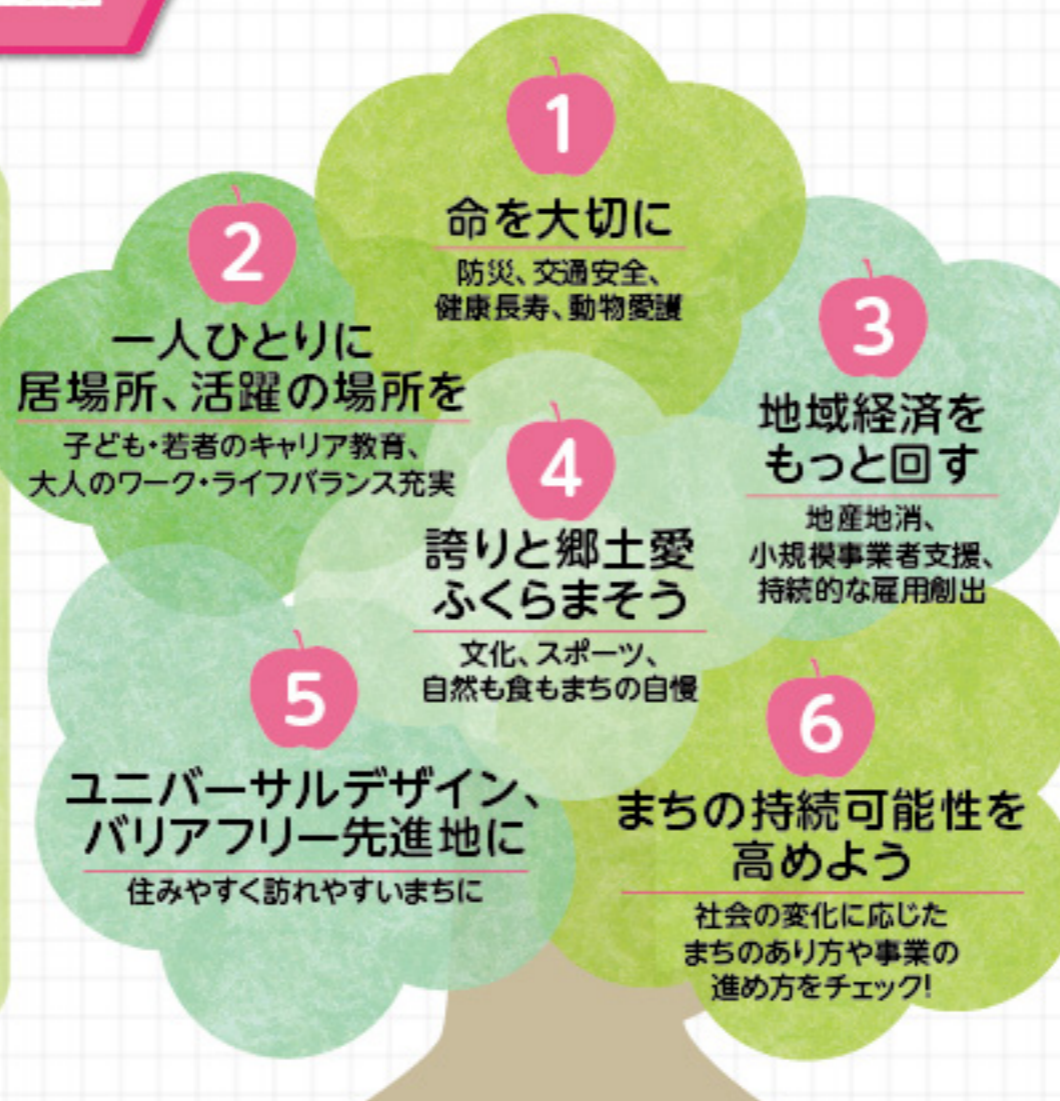 1
命を大切に
防災、交通安全、
健康長寿、動物愛護
2
一人ひとりに
居場所、活躍の場所を
子ども・若者のキャリア教育、
大人のワーク・ライフバランス充実
3
地域経済を
もっと回す
地産地消、
小規模事業者支援、
持続的な雇用創出
4
誇りと郷土愛
ふくらまそう
文化、スポーツ、
自然も食もまちの自慢
5
ユニバーサルデザイン、
バリアフリー先進地に
住みやすく訪れやすいまちに
6
まちの持続可能性を
高めよう
社会の変化に応じた
まちのあり方や事業の
進め方をチェック!